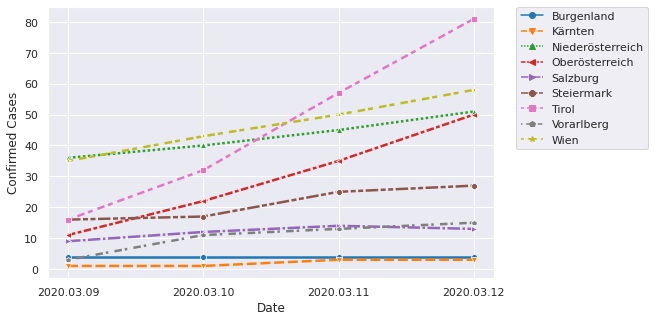 80
70
60
50
40
30
20
10
0
Confirmed Cases
2020.03.09
2020.03.10
2020.03.11
2020.03.12
Date
Burgenland
Kärnten
Niederösterreich
Oberösterreich
Salzburg
Steiermark
Tirol
Vorarlberg
Wien